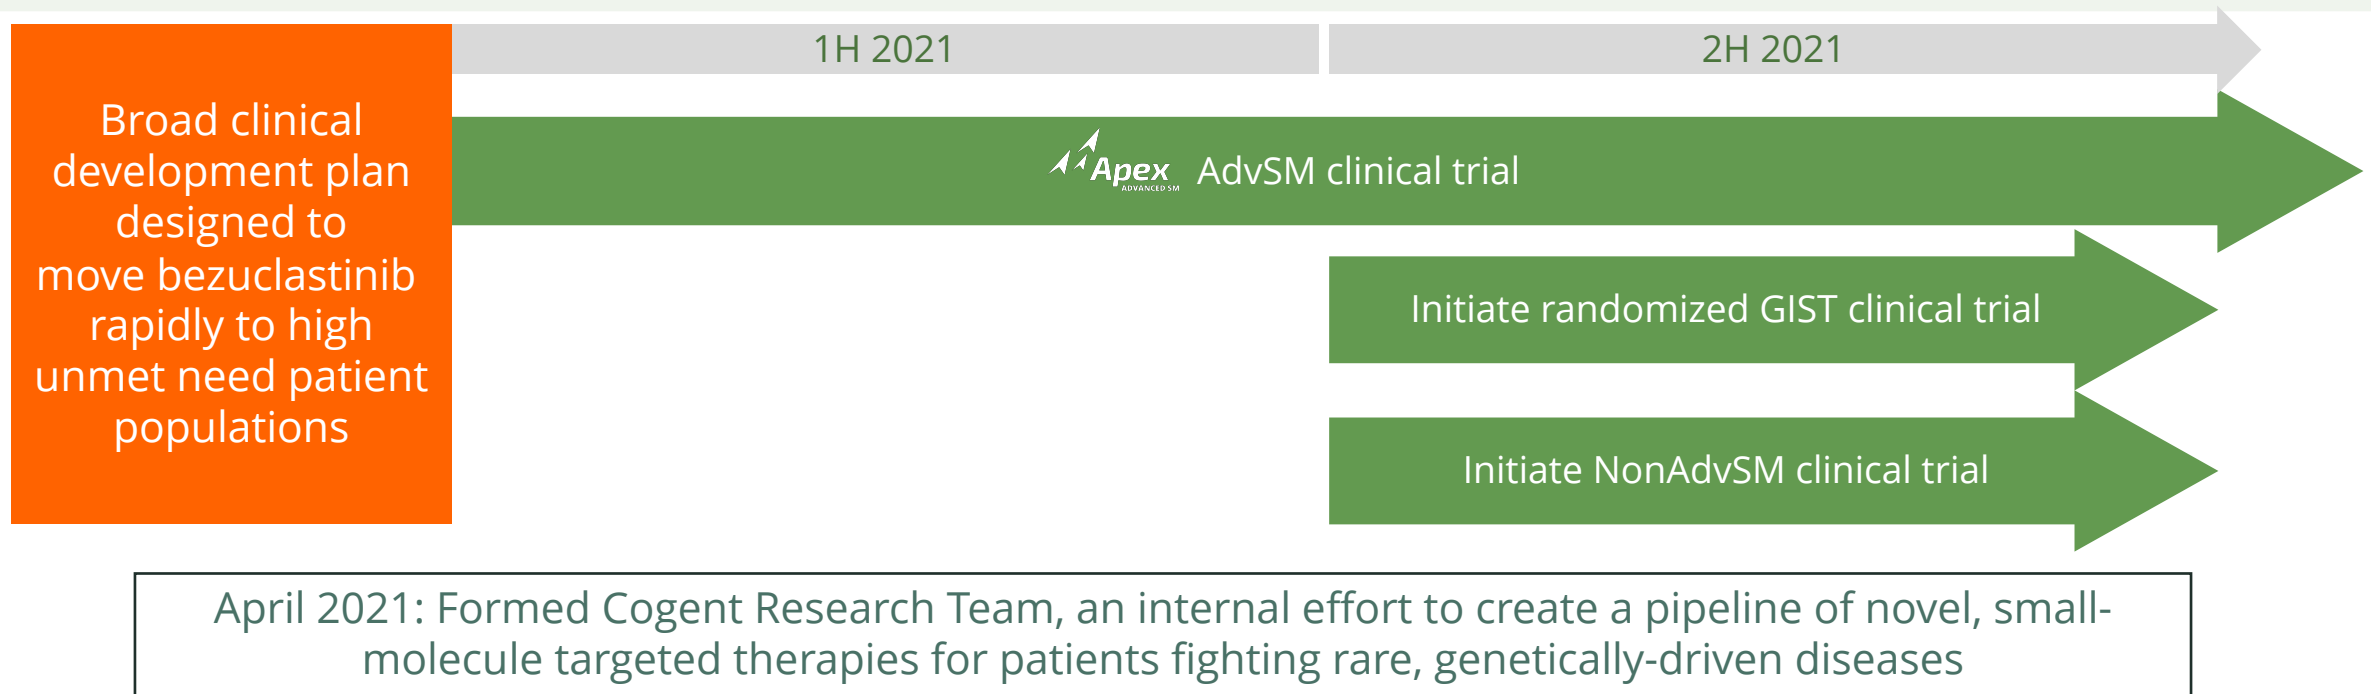 1H 2021
2H 2021
Broad clinical
development plan
designed to
move bezuclastinib
rapidly to high
unmet need patient
populations
Apex
ADVANCED SM
AdvSM clinical trial
Initiate randomized GIST clinical trial
Initiate NonAdvSM clinical trial
April 2021: Formed Cogent Research Team, an internal effort to create a pipeline of novel, small-
molecule targeted therapies for patients fighting rare, genetically-driven diseases